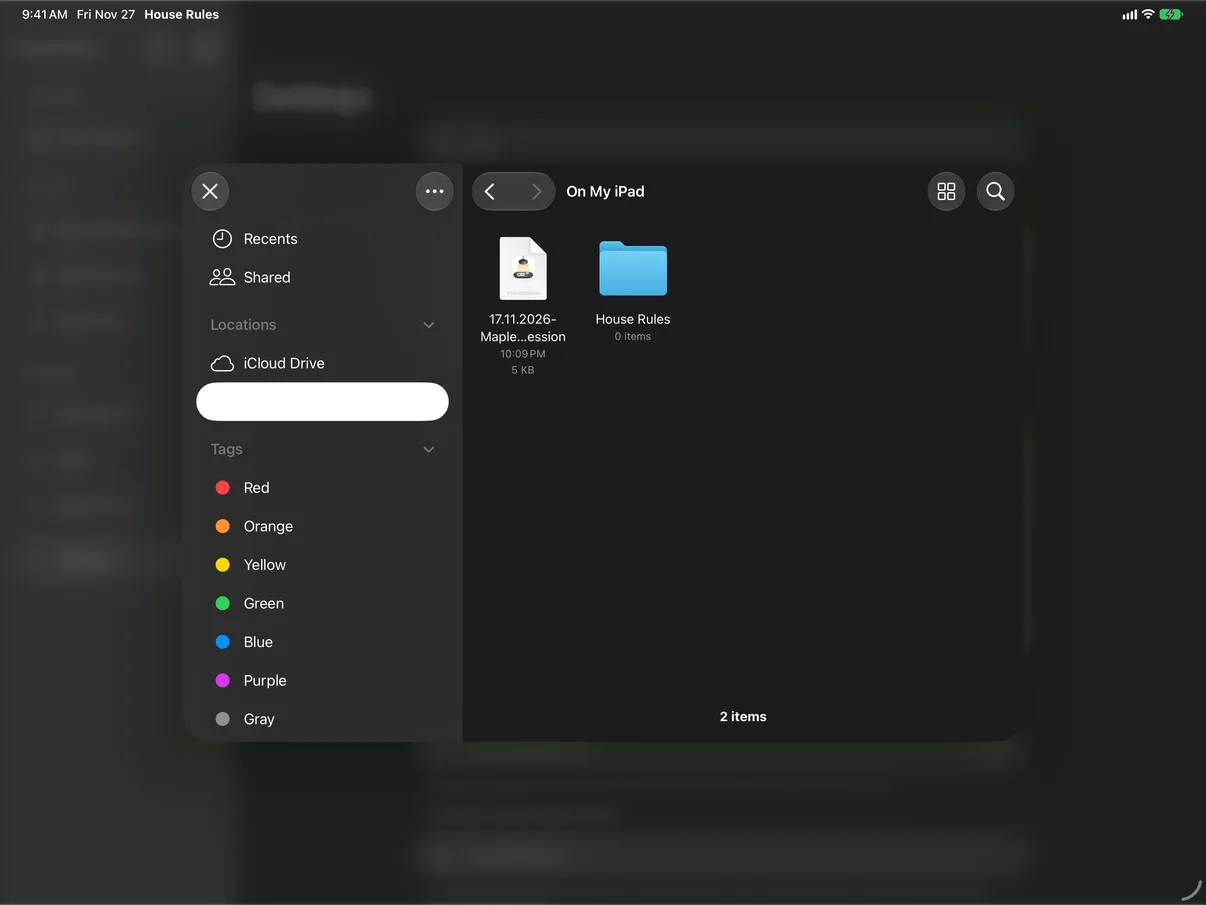 9:41 AM Fri Nov 27 House Rules
Settings
Recents
Shared
Locations
iCloud Drive
Tags
Red
Orange
Yellow
Green
Blue
Purple
Gray
On My iPad
17.11.2026-
Maple...ession
10:09 PM
5 KB
House Rules
0 items
2 items